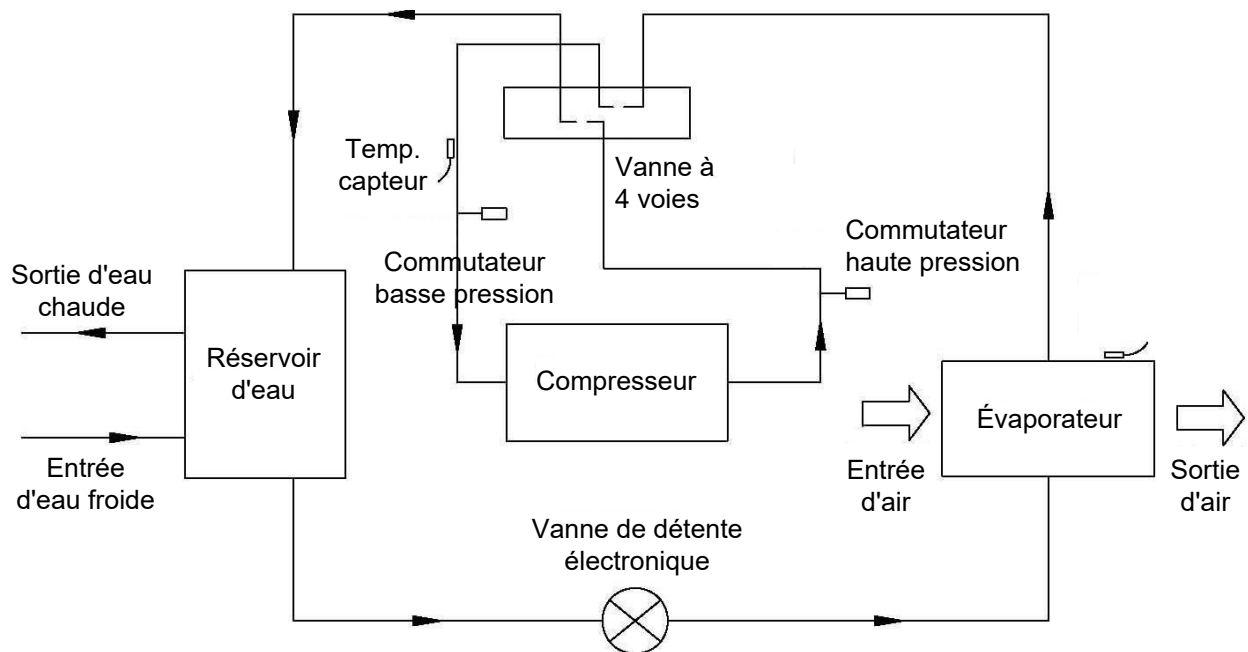 Temp.
capteur
Vanne à
4 voies
Commutateur
haute pression
Commutateur
basse pression
Sortie d'eau
chaude
Réservoir
d'eau
Compresseur
Évaporateur
Entrée
d'eau froide
Entrée
d'air
Sortie
d'air
Vanne de détente
électronique